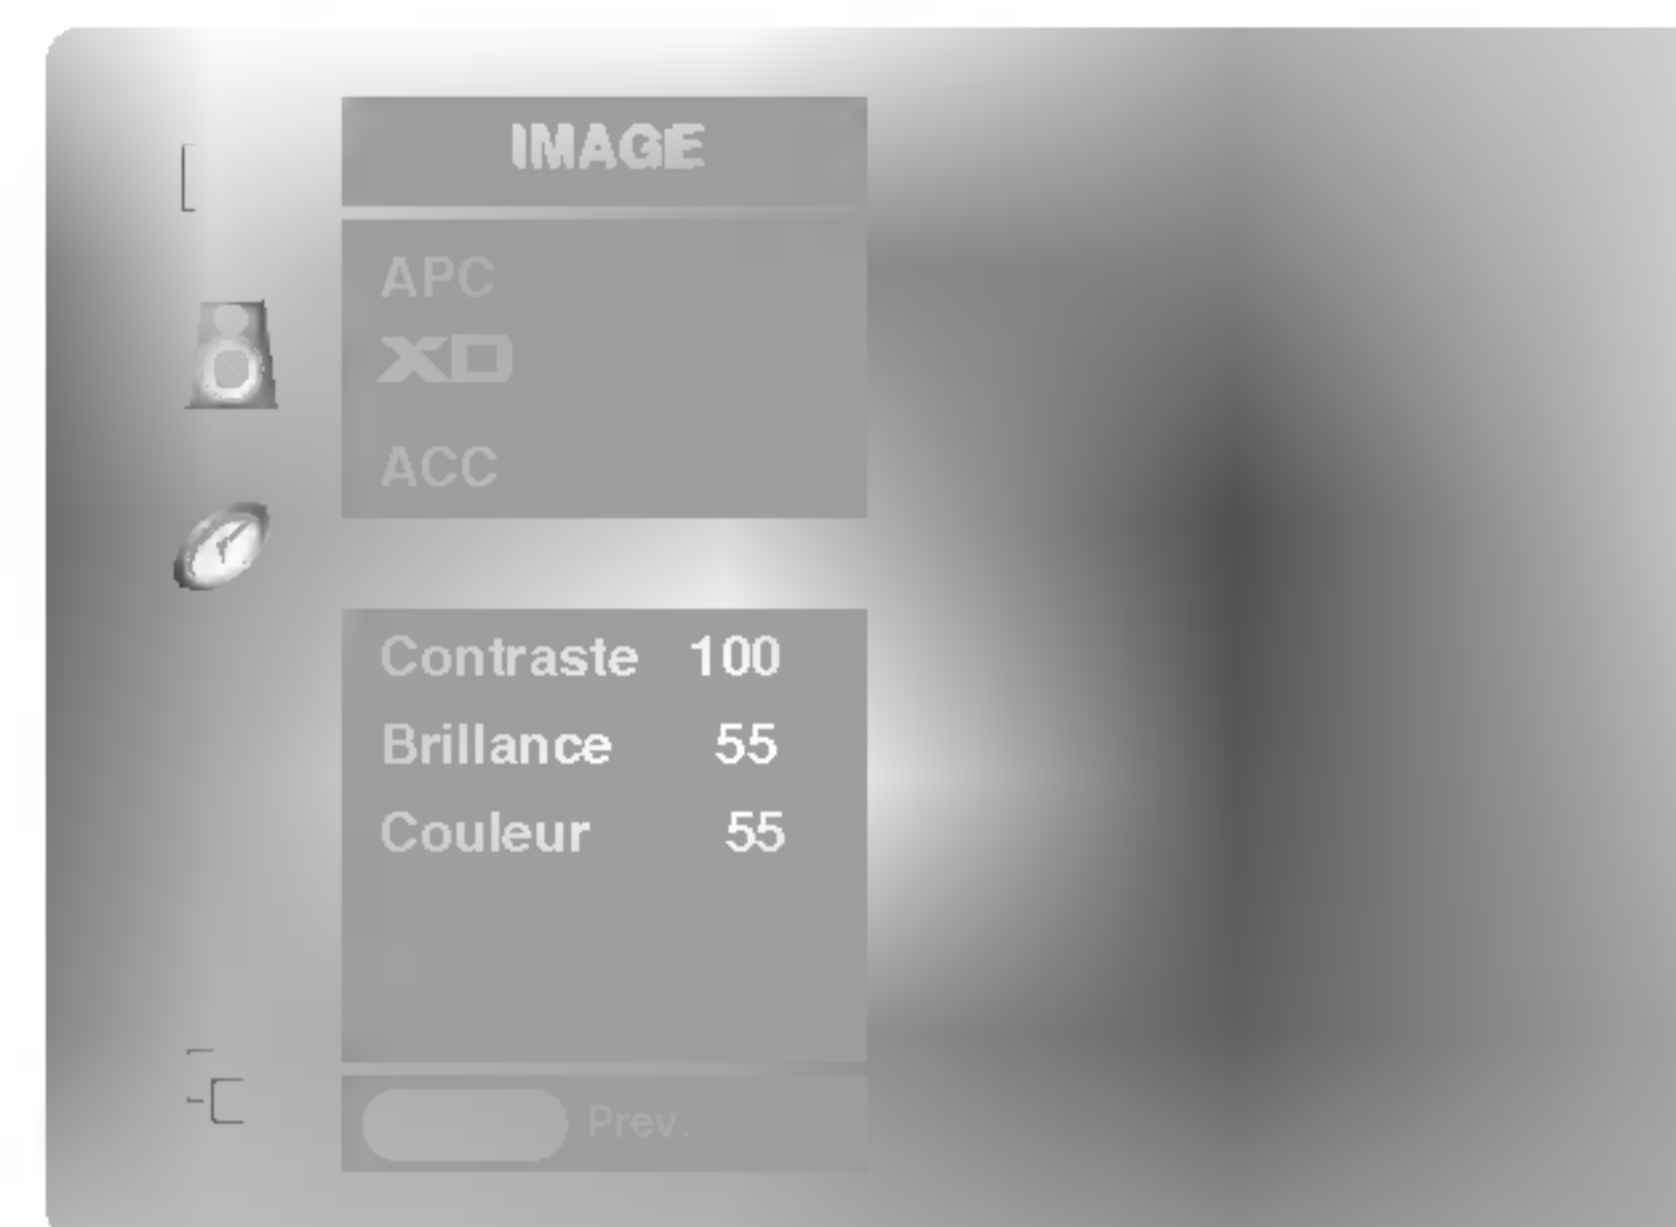 IMAGE
APC
XD
ACC
Contraste 100
Brillance 55
Couleur 55
Prev.